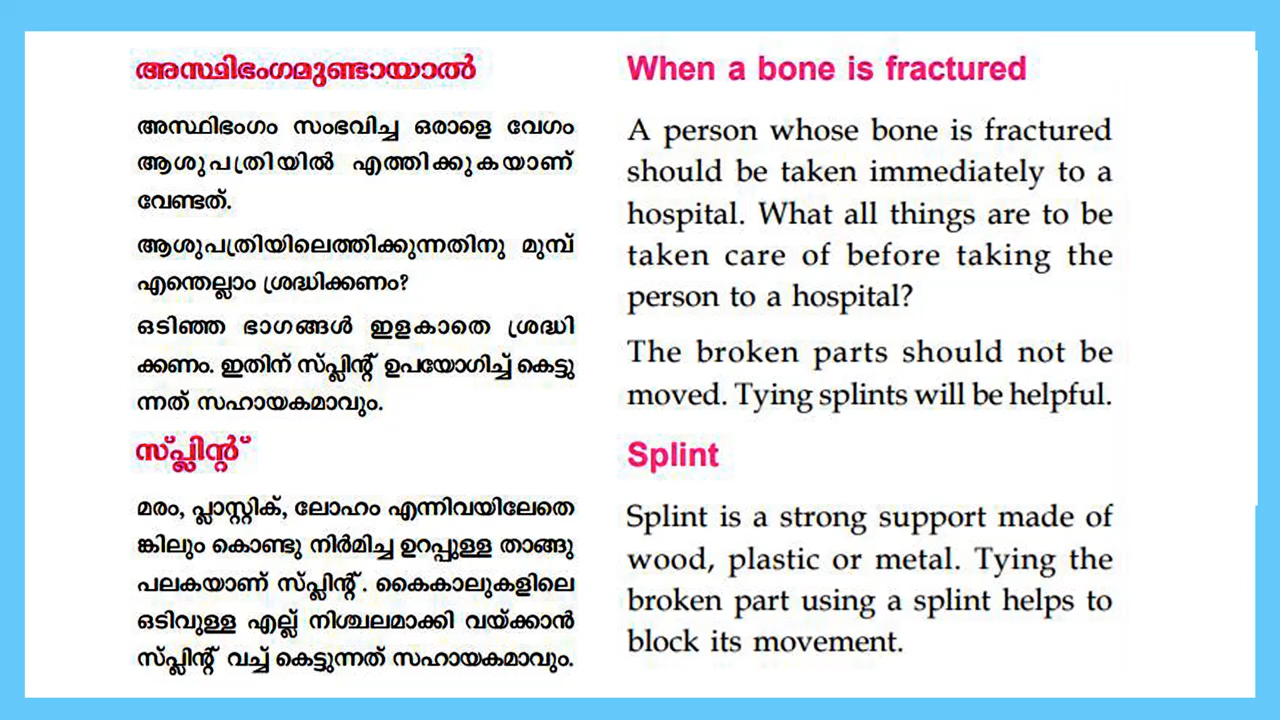 അസ്ഥിഭംഗമുണ്ടായാൽ
അസ്ഥിഭംഗം സംഭവിച്ച ഒരാളെ വേഗം
ആശുപത്രിയിൽ എത്തിക്കുകയാണ്
വേണ്ടത്.
ആശുപത്രിയിലെത്തിക്കുന്നതിനു മുമ്പ്
എന്തെല്ലാം ശ്രദ്ധിക്കണം?
ഒടിഞ്ഞ ഭാഗങ്ങൾ ഇളകാതെ ശ്രദ്ധി
ക്കണം. ഇതിന് സ്പ്ലിന്റ് ഉപയോഗിച്ച് കെട്ടു
ന്നത് സഹായകമാവും.
സ്പ്ലിന്റ്
മരം, പ്ലാസ്റ്റിക്, ലോഹം എന്നിവയിലേതെ
ങ്കിലും കൊണ്ടു നിർമിച്ച ഉറപ്പുള്ള താങ്ങു
പലകയാണ് സ്പ്ലിന്റ്. കൈകാലുകളിലെ
ഒടിവുള്ള എല്ല് നിശ്ചലമാക്കി വയ്ക്കാൻ
സ്പ്ലിന്റ് വച്ച് കെട്ടുന്നത് സഹായകമാവും.
When a bone is fractured
A person whose bone is fractured
should be taken immediately to a
hospital. What all things are to be
taken care of before taking the
person to a hospital?
The broken parts should not be
moved. Tying splints will be helpful.
Splint
Splint is a strong support made of
wood, plastic or metal. Tying the
broken part using a splint helps to
block its movement.